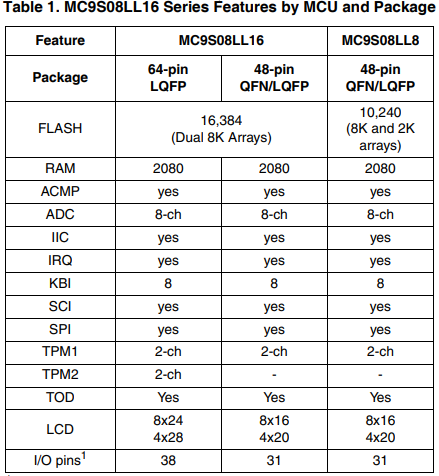 Table 1. MC9S08LL16 Series Features by MCU and Package
Feature MC9S08LL16 MC9S08LL8
Package 64-pin LQFP 48-pin QFN/LQFP 48-pin QFN/LQFP
FLASH 16,384 (Dual 8K Arrays) 10,240 (8K and 2K arrays)
RAM 2080 2080 2080
ACMP yes yes yes
ADC 8-ch 8-ch 8-ch
IIC yes yes yes
IRQ yes yes yes
KBI 8 8 8
SCI yes yes yes
SPI yes yes yes
TPM1 2-ch 2-ch 2-ch
TPM2 2-ch - -
TOD Yes Yes Yes
LCD 8x24 4x28 8x16 4x20 8x16 4x20
I/O pins1 38 31 31